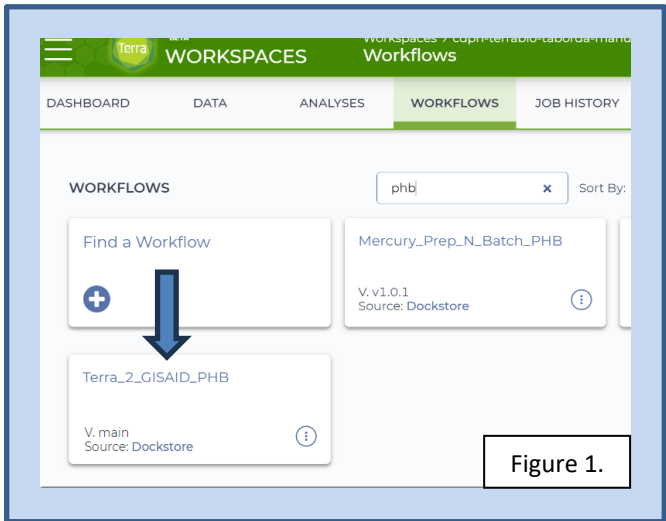 Terra
BETA
WORKSPACES
Workflows
DASHBOARD DATA ANALYSES WORKFLOWS JOB HISTORY
WORKFLOWS
phb x Sort By:
Find a Workflow
Mercury_Prep_N_Batch_PHB
V. v1.0.1
Source: Dockstore
Terra_2_GISAID_PHB
V. main
Source: Dockstore
Figure 1.